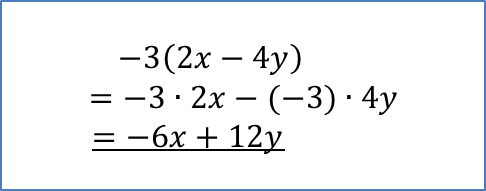 −3(2x − 4y)
= −3 · 2x − (−3) · 4y
= −6x + 12y